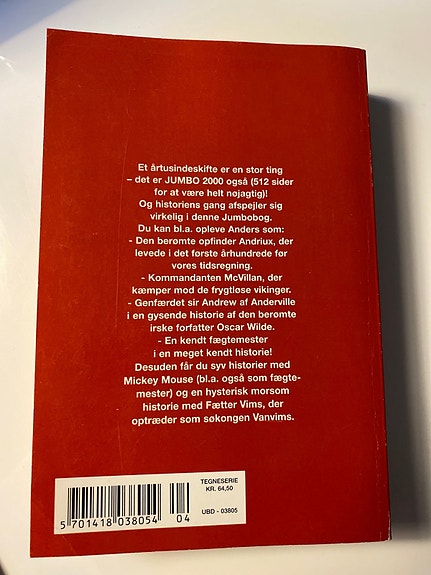 Et årtusindeskifte er en stor ting
– det er JUMBO 2000 også (512 sider
for at være helt nøjagtig)!
Og historiens gang afspejler sig
virkelig i denne Jumbobog.
Du kan bl.a. opleve Anders som:
- Den berømte opfinder Andriux, der
levede i det første århundrede før
vores tidsregning.
- Kommandanten McVillan, der
kæmper mod de frygtløse vikinger.
- Genfærdet sir Andrew af Anderville
i en gysende historie af den berømte
irske forfatter Oscar Wilde.
- En kendt fægtemester
i en meget kendt historie!
Desuden får du syv historier med
Mickey Mouse (bl.a. også som fægte-
mester) og en hysterisk morsom
historie med Fætter Vims, der
optræder som søkongen Vanvims.
TEGNESERIE
KR. 64,50
UBD - 03805
5 701418 038054 04